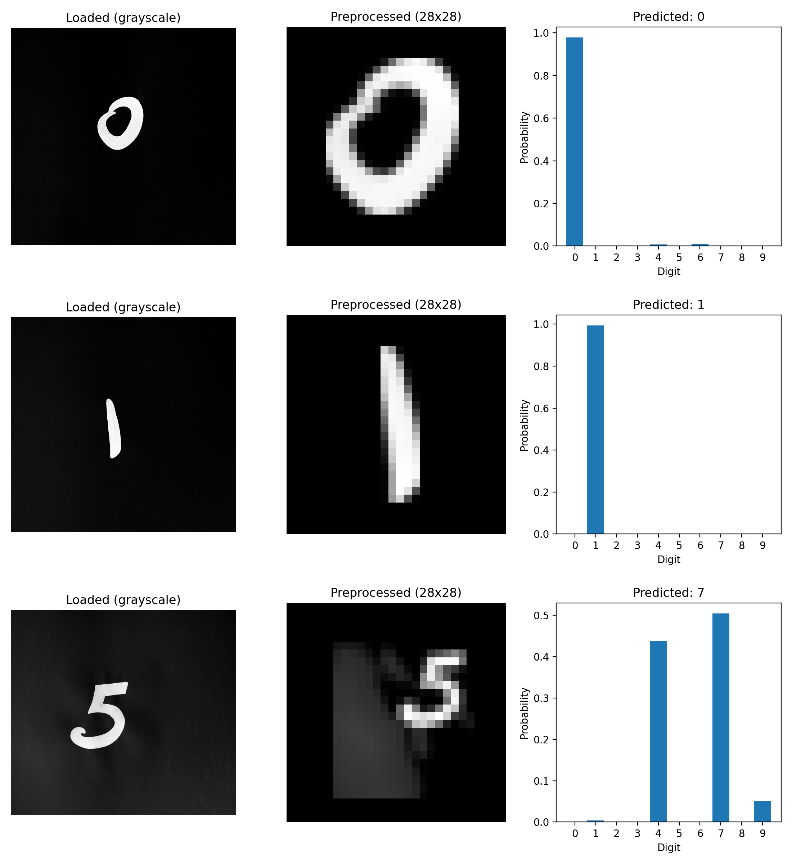 Loaded (grayscale)
Preprocessed (28x28)
Predicted: 0
0
0
1.0
0.8
0.6
0.4
0.2
0.0
Probability
0 1 2 3 4 5 6 7 8 9
Digit
Loaded (grayscale)
Preprocessed (28x28)
Predicted: 1
1
1
1.0
0.8
0.6
0.4
0.2
0.0
Probability
0 1 2 3 4 5 6 7 8 9
Digit
Loaded (grayscale)
Preprocessed (28x28)
Predicted: 7
5
5
0.5
0.4
0.3
0.2
0.1
0.0
Probability
0 1 2 3 4 5 6 7 8 9
Digit